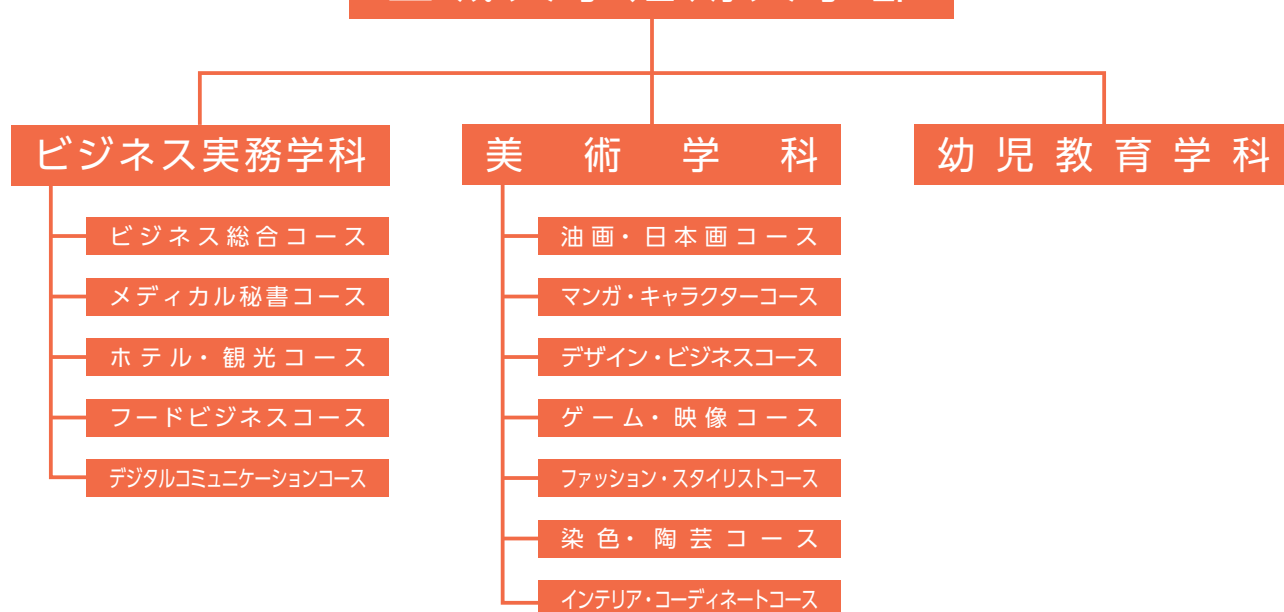 ビジネス実務学科
ビジネス総合コース
メディカル秘書コース
ホテル・観光コース
フードビジネスコース
デジタルコミュニケーションコース
美術学科
油画・日本画コース
マンガ・キャラクターコース
デザイン・ビジネスコース
ゲーム・映像コース
ファッション・スタイリストコース
染色・陶芸コース
インテリア・コーディネートコース
幼児教育学科